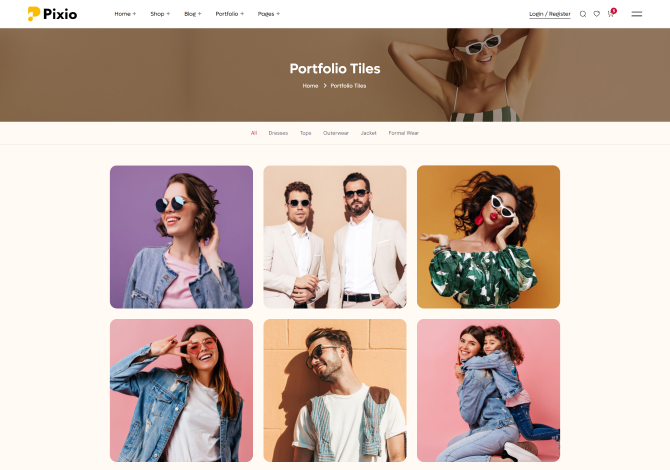 Pixio
Home + Shop + Blog + Portfolio + Pages +
Login / Register
Portfolio Tiles
Home > Portfolio Tiles
All Dresses Tops Outerwear Jacket Formal Wear